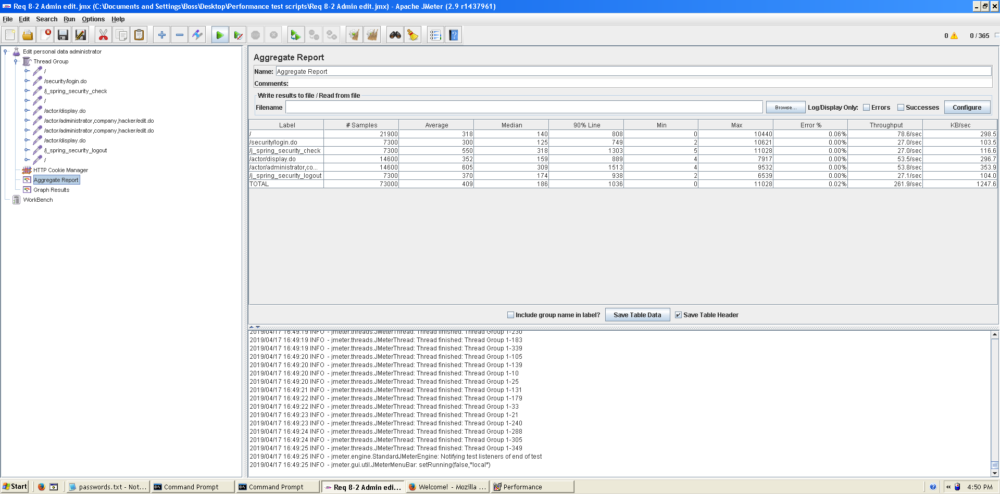 Req 8-2 Admin edit.jmx (C:\Documents and Settings\Boss\Desktop\Performance test scripts\Req 8-2 Admin edit.jmx) - Apache JMeter (2.9 r1437961)
File Edit Search Run Options Help
0 0 / 365
Edit personal data administrator
Thread Group
/
/security/login.do
/j_spring_security_check
/
/actor/display.do
/actor/administrator,company,hacker/edit.do
/actor/administrator,company,hacker/edit.do
/actor/display.do
/j_spring_security_logout
/
HTTP Cookie Manager
Aggregate Report
Graph Results
WorkBench
Aggregate Report
Name: Aggregate Report
Comments:
Write results to file / Read from file
Filename Browse... Log/Display Only: Errors Successes Configure
Label # Samples Average Median 90% Line Min Max Error % Throughput KB/sec
/ 21900 318 140 808 0 10440 0.06% 78.6/sec 298.5
/security/login.do 7300 300 125 749 2 10621 0.00% 27.0/sec 103.5
/j_spring_security_check 7300 550 318 1303 5 11028 0.00% 27.0/sec 116.6
/actor/display.do 14600 352 159 889 4 7917 0.00% 53.5/sec 296.7
/actor/administrator,co... 14600 605 309 1513 4 9532 0.00% 53.8/sec 353.9
/j_spring_security_logout 7300 370 174 938 2 6539 0.00% 27.1/sec 104.0
TOTAL 73000 409 186 1036 0 11028 0.02% 261.9/sec 1247.6
Include group name in label? Save Table Data Save Table Header
2019/04/17 16:49:19 INFO - jmeter.threads.JMeterThread: Thread finished: Thread Group 1-230
2019/04/17 16:49:19 INFO - jmeter.threads.JMeterThread: Thread finished: Thread Group 1-183
2019/04/17 16:49:19 INFO - jmeter.threads.JMeterThread: Thread finished: Thread Group 1-339
2019/04/17 16:49:20 INFO - jmeter.threads.JMeterThread: Thread finished: Thread Group 1-105
2019/04/17 16:49:20 INFO - jmeter.threads.JMeterThread: Thread finished: Thread Group 1-139
2019/04/17 16:49:20 INFO - jmeter.threads.JMeterThread: Thread finished: Thread Group 1-10
2019/04/17 16:49:20 INFO - jmeter.threads.JMeterThread: Thread finished: Thread Group 1-25
2019/04/17 16:49:21 INFO - jmeter.threads.JMeterThread: Thread finished: Thread Group 1-131
2019/04/17 16:49:22 INFO - jmeter.threads.JMeterThread: Thread finished: Thread Group 1-179
2019/04/17 16:49:22 INFO - jmeter.threads.JMeterThread: Thread finished: Thread Group 1-33
2019/04/17 16:49:23 INFO - jmeter.threads.JMeterThread: Thread finished: Thread Group 1-21
2019/04/17 16:49:23 INFO - jmeter.threads.JMeterThread: Thread finished: Thread Group 1-240
2019/04/17 16:49:24 INFO - jmeter.threads.JMeterThread: Thread finished: Thread Group 1-288
2019/04/17 16:49:24 INFO - jmeter.threads.JMeterThread: Thread finished: Thread Group 1-305
2019/04/17 16:49:25 INFO - jmeter.threads.JMeterThread: Thread finished: Thread Group 1-349
2019/04/17 16:49:25 INFO - jmeter.engine.StandardJMeterEngine: Notifying test listeners of end of test
2019/04/17 16:49:25 INFO - jmeter.gui.util.JMeterMenuBar: setRunning(false,*local*)
Start passwords.txt - Not... Command Prompt Command Prompt Req 8-2 Admin edi... Welcome! - Mozilla ... Performance « 4:50 PM